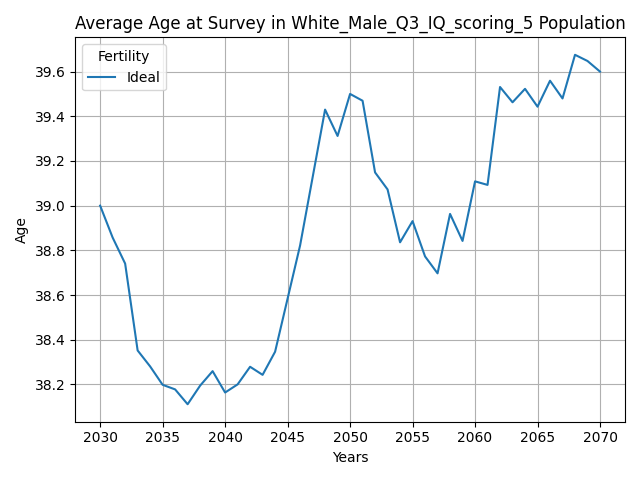 Average Age at Survey in White_Male_Q3_IQ_scoring_5 Population
Fertility
Ideal
39.6
39.4
39.2
39.0
38.8
38.6
38.4
38.2
Age
2030 2035 2040 2045 2050 2055 2060 2065 2070
Years